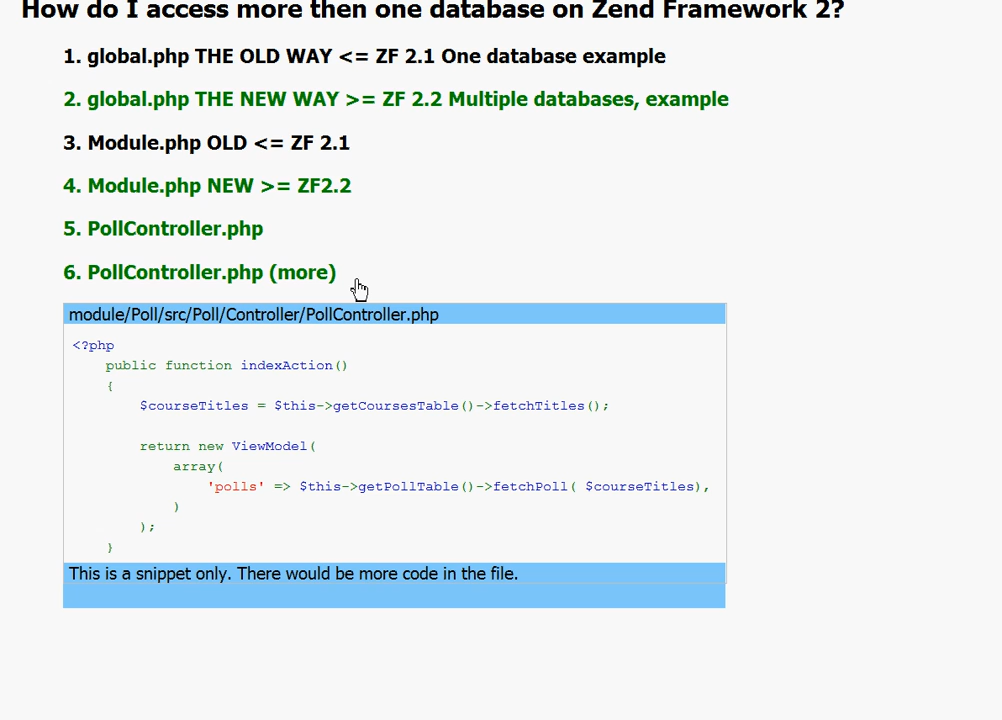 How do I access more then one database on Zend Framework 2?
1. global.php THE OLD WAY <= ZF 2.1 One database example
2. global.php THE NEW WAY >= ZF 2.2 Multiple databases, example
3. Module.php OLD <= ZF 2.1
4. Module.php NEW >= ZF2.2
5. PollController.php
6. PollController.php (more)
module/Poll/src/Poll/Controller/PollController.php
<?php
public function indexAction()
{
$courseTitles = $this->getCoursesTable()->fetchTitles();
return new ViewModel(
array(
'polls' => $this->getPollTable()->fetchPoll( $courseTitles),
)
);
}
This is a snippet only. There would be more code in the file.